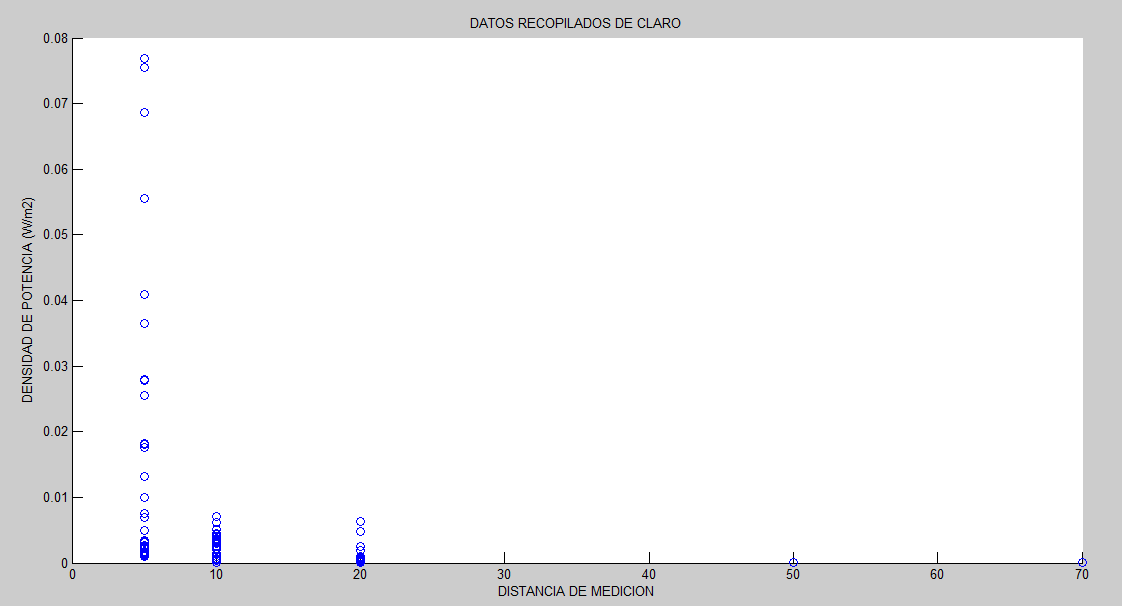 DATOS RECOPILADOS DE CLARO
0.08
0.07
0.06
0.05
0.04
0.03
0.02
0.01
0
DENSIDAD DE POTENCIA (W/m2)
0 10 20 30 40 50 60 70
DISTANCIA DE MEDICION